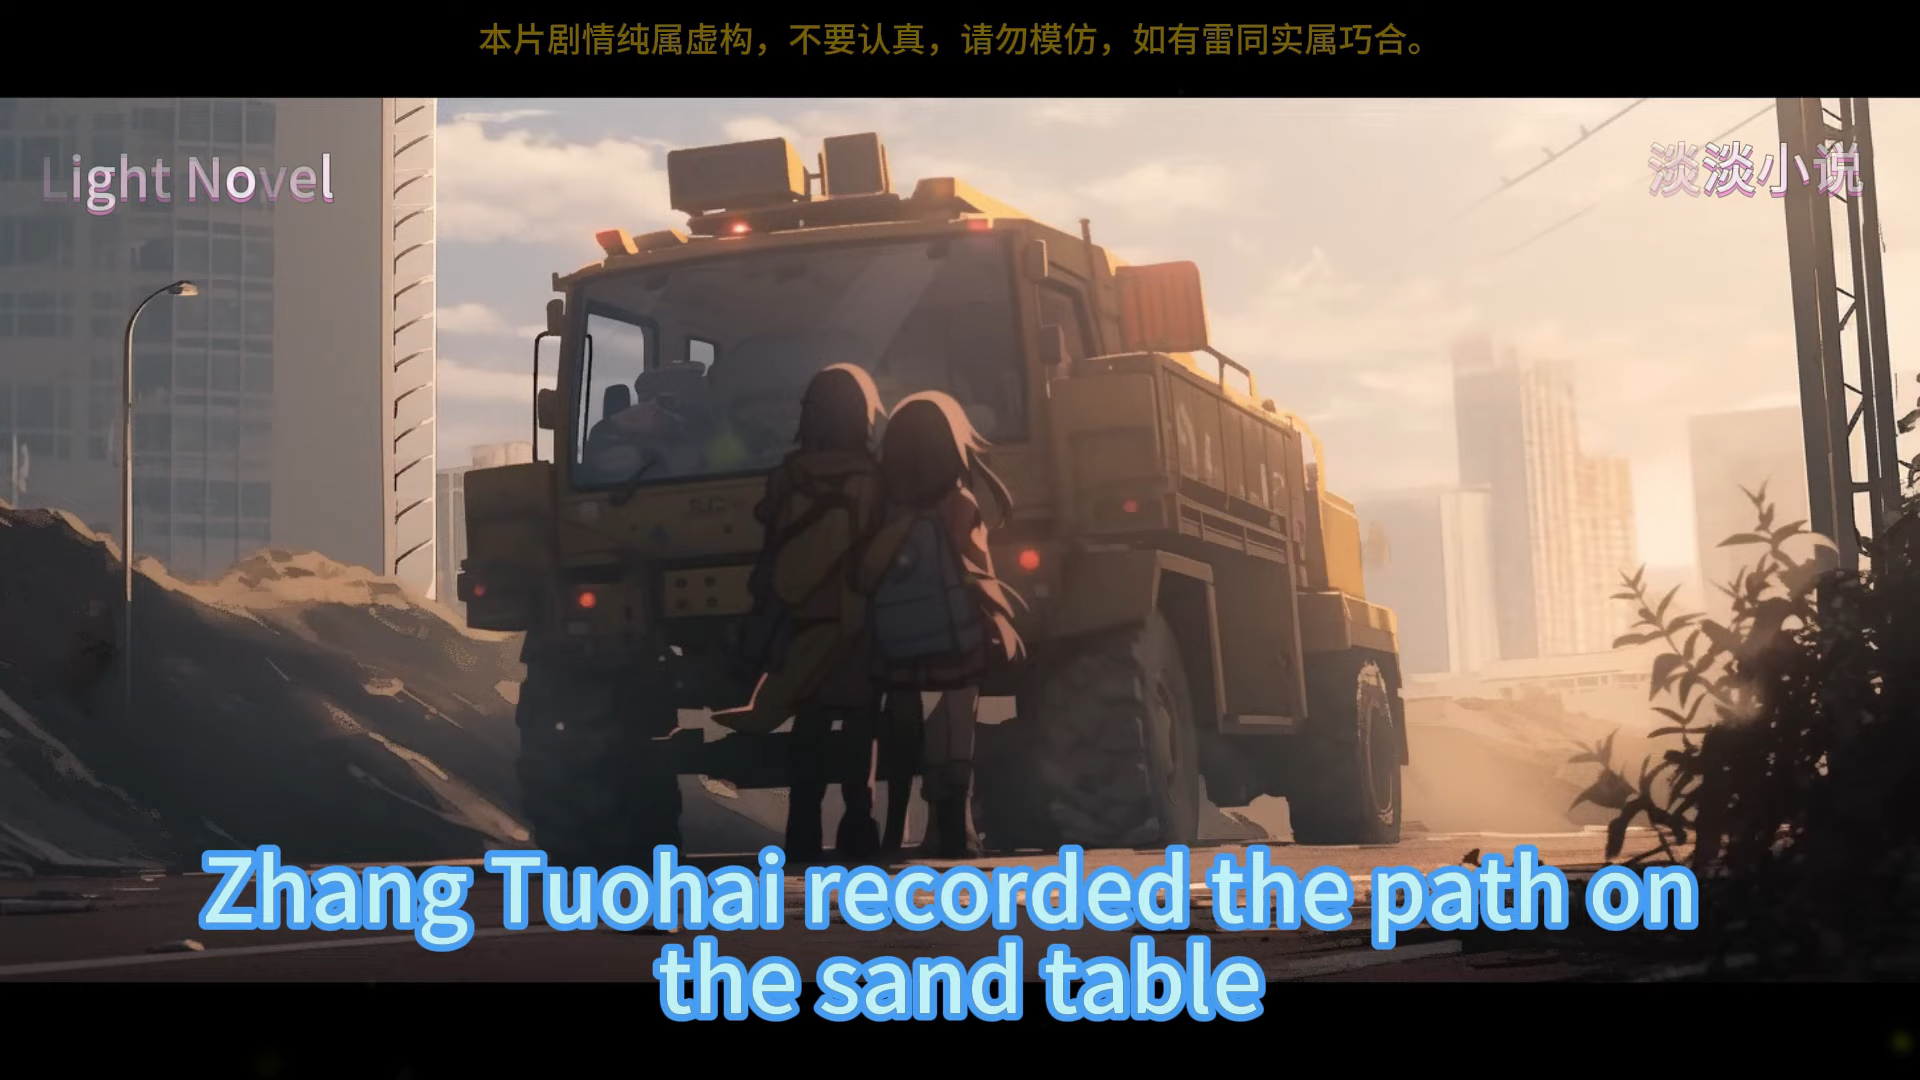 本片剧情纯属虚构，不要认真，请勿模仿，如有雷同实属巧合。
Light Novel
淡淡小说
Zhang Tuohai recorded the path on
the sand table